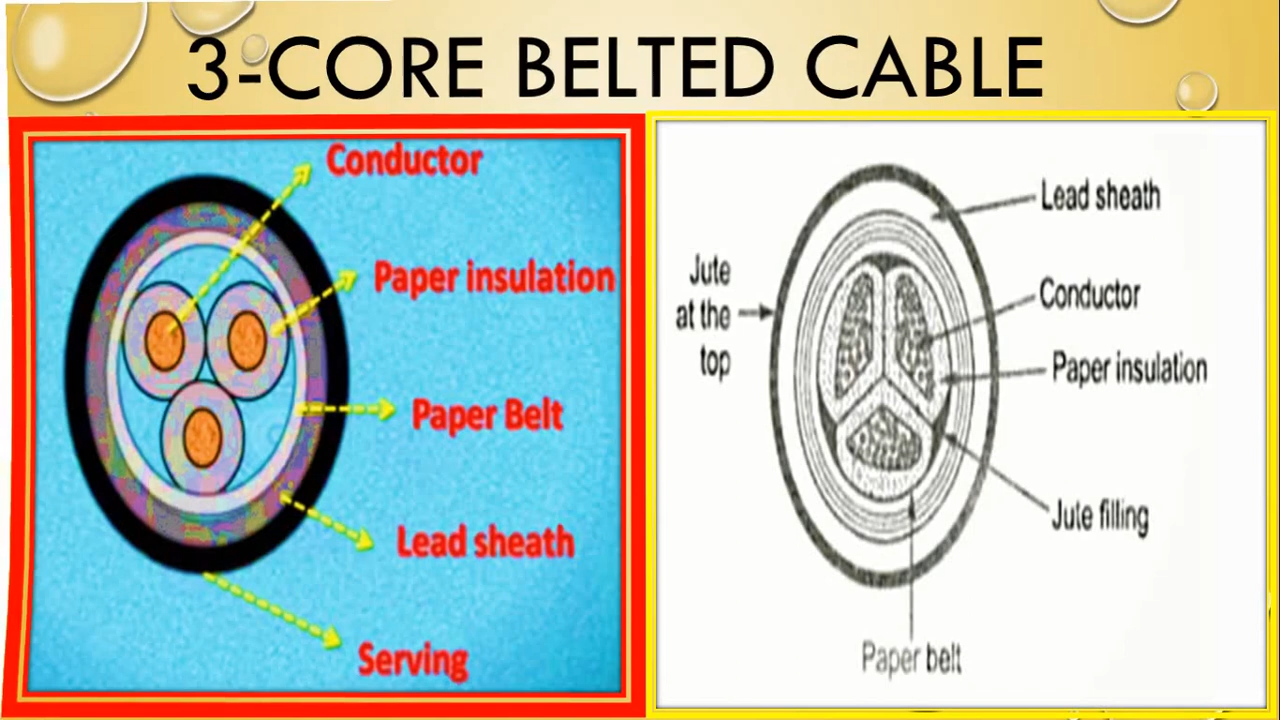 3-CORE BELTED CABLE
Conductor
Paper insulation
Paper Belt
Lead sheath
Serving
Lead sheath
Conductor
Paper insulation
Jute filling
Paper belt
Jute
at the
top